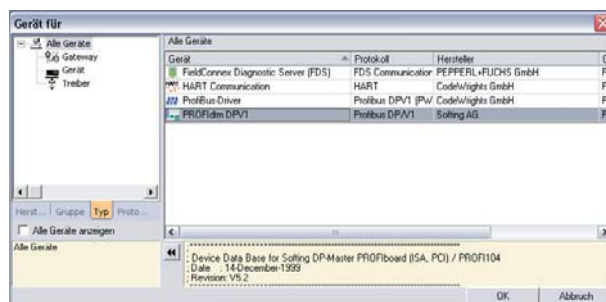 Gerät für
Alle Geräte
Gateway
Gerät
Treiber
Herst... Gruppe Typ Proto...
Alle Geräte anzeigen
Alle Geräte
Alle Geräte
Gerät Protokoll Hersteller
FieldConnex Diagnostic Server (FDS) FDS Communication PEPPERL+FUCHS GmbH
HART Communication HART CodeWrights GmbH
ProfiBus-Driver Profibus DPV1 (PW CodeWrights GmbH
PROFIdtm DPV1 Profibus DP/V1 Softing AG
; Device Data Base for Softing DP-Master PROFIboard (ISA, PCI) / PROFI104
; Date : 14-December-1999
; Revision: V5.2
OK Abbruch